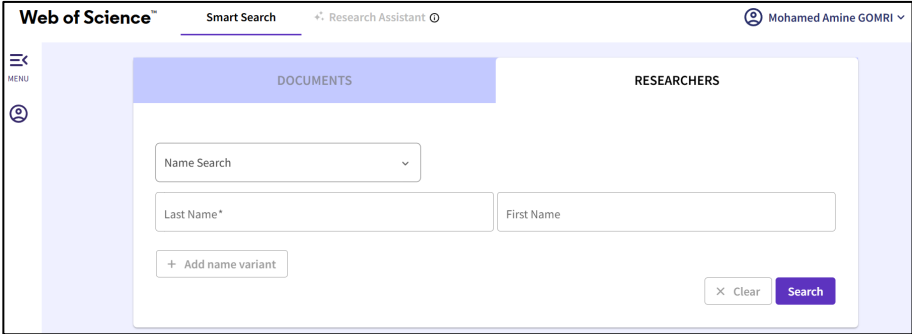 Web of Science™ Smart Search Research Assistant Mohamed Amine GOMRI
MENU
DOCUMENTS RESEARCHERS
Name Search
Last Name* First Name
+ Add name variant
× Clear Search